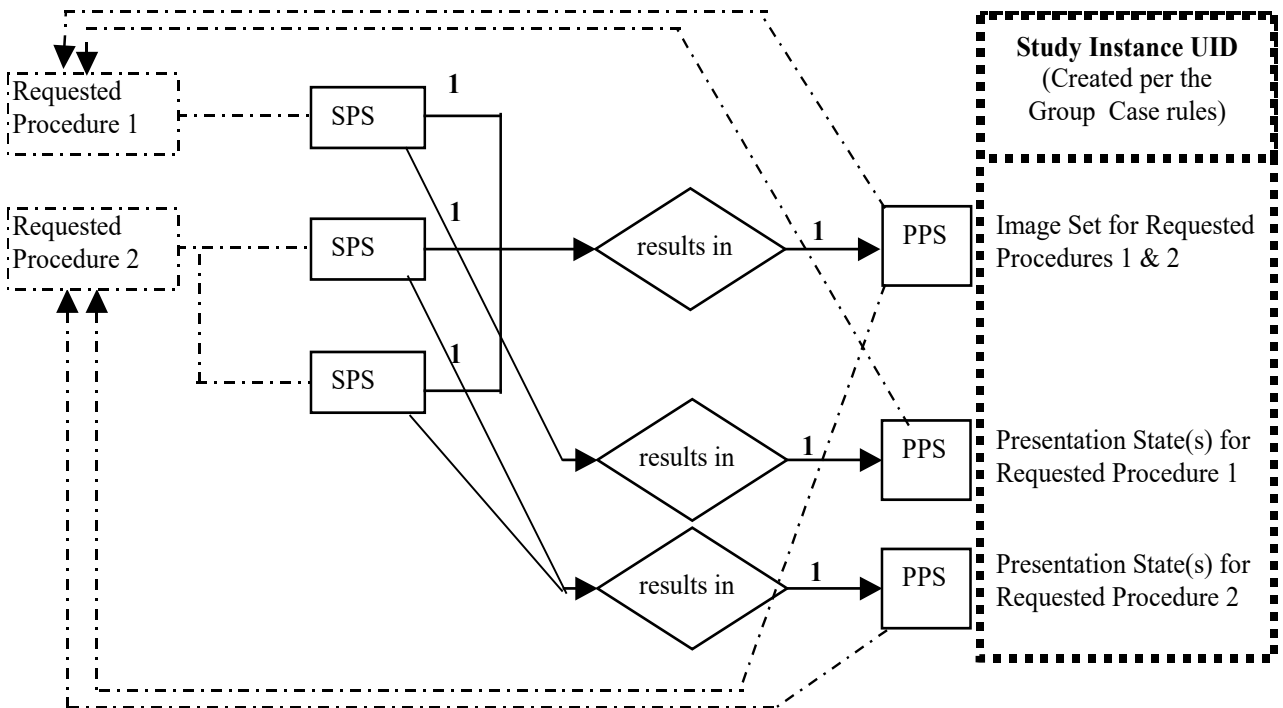 Study Instance UID
(Created per the
Group Case rules)
Requested
Procedure 1
SPS
1
Requested
Procedure 2
SPS
1
results in
1
PPS
Image Set for Requested
Procedures 1 & 2
SPS
1
results in
1
PPS
Presentation State(s) for
Requested Procedure 1
results in
1
PPS
Presentation State(s) for
Requested Procedure 2